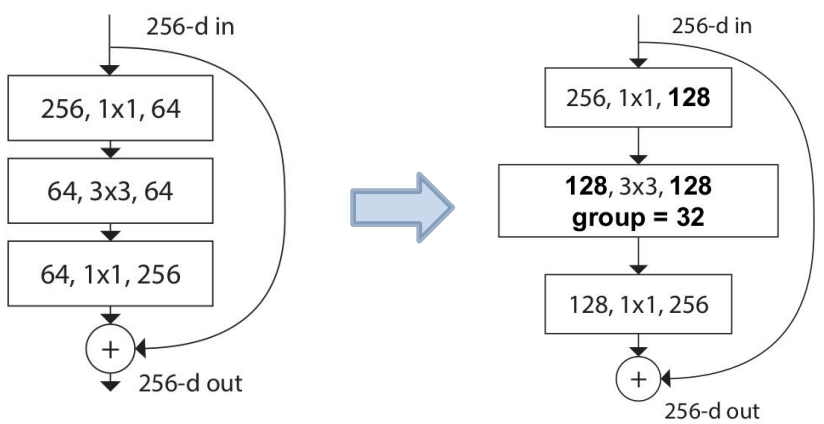 256-d in
256, 1x1, 64
64, 3x3, 64
64, 1x1, 256
+
256-d out
256-d in
256, 1x1, 128
128, 3x3, 128
group = 32
128, 1x1, 256
+
256-d out